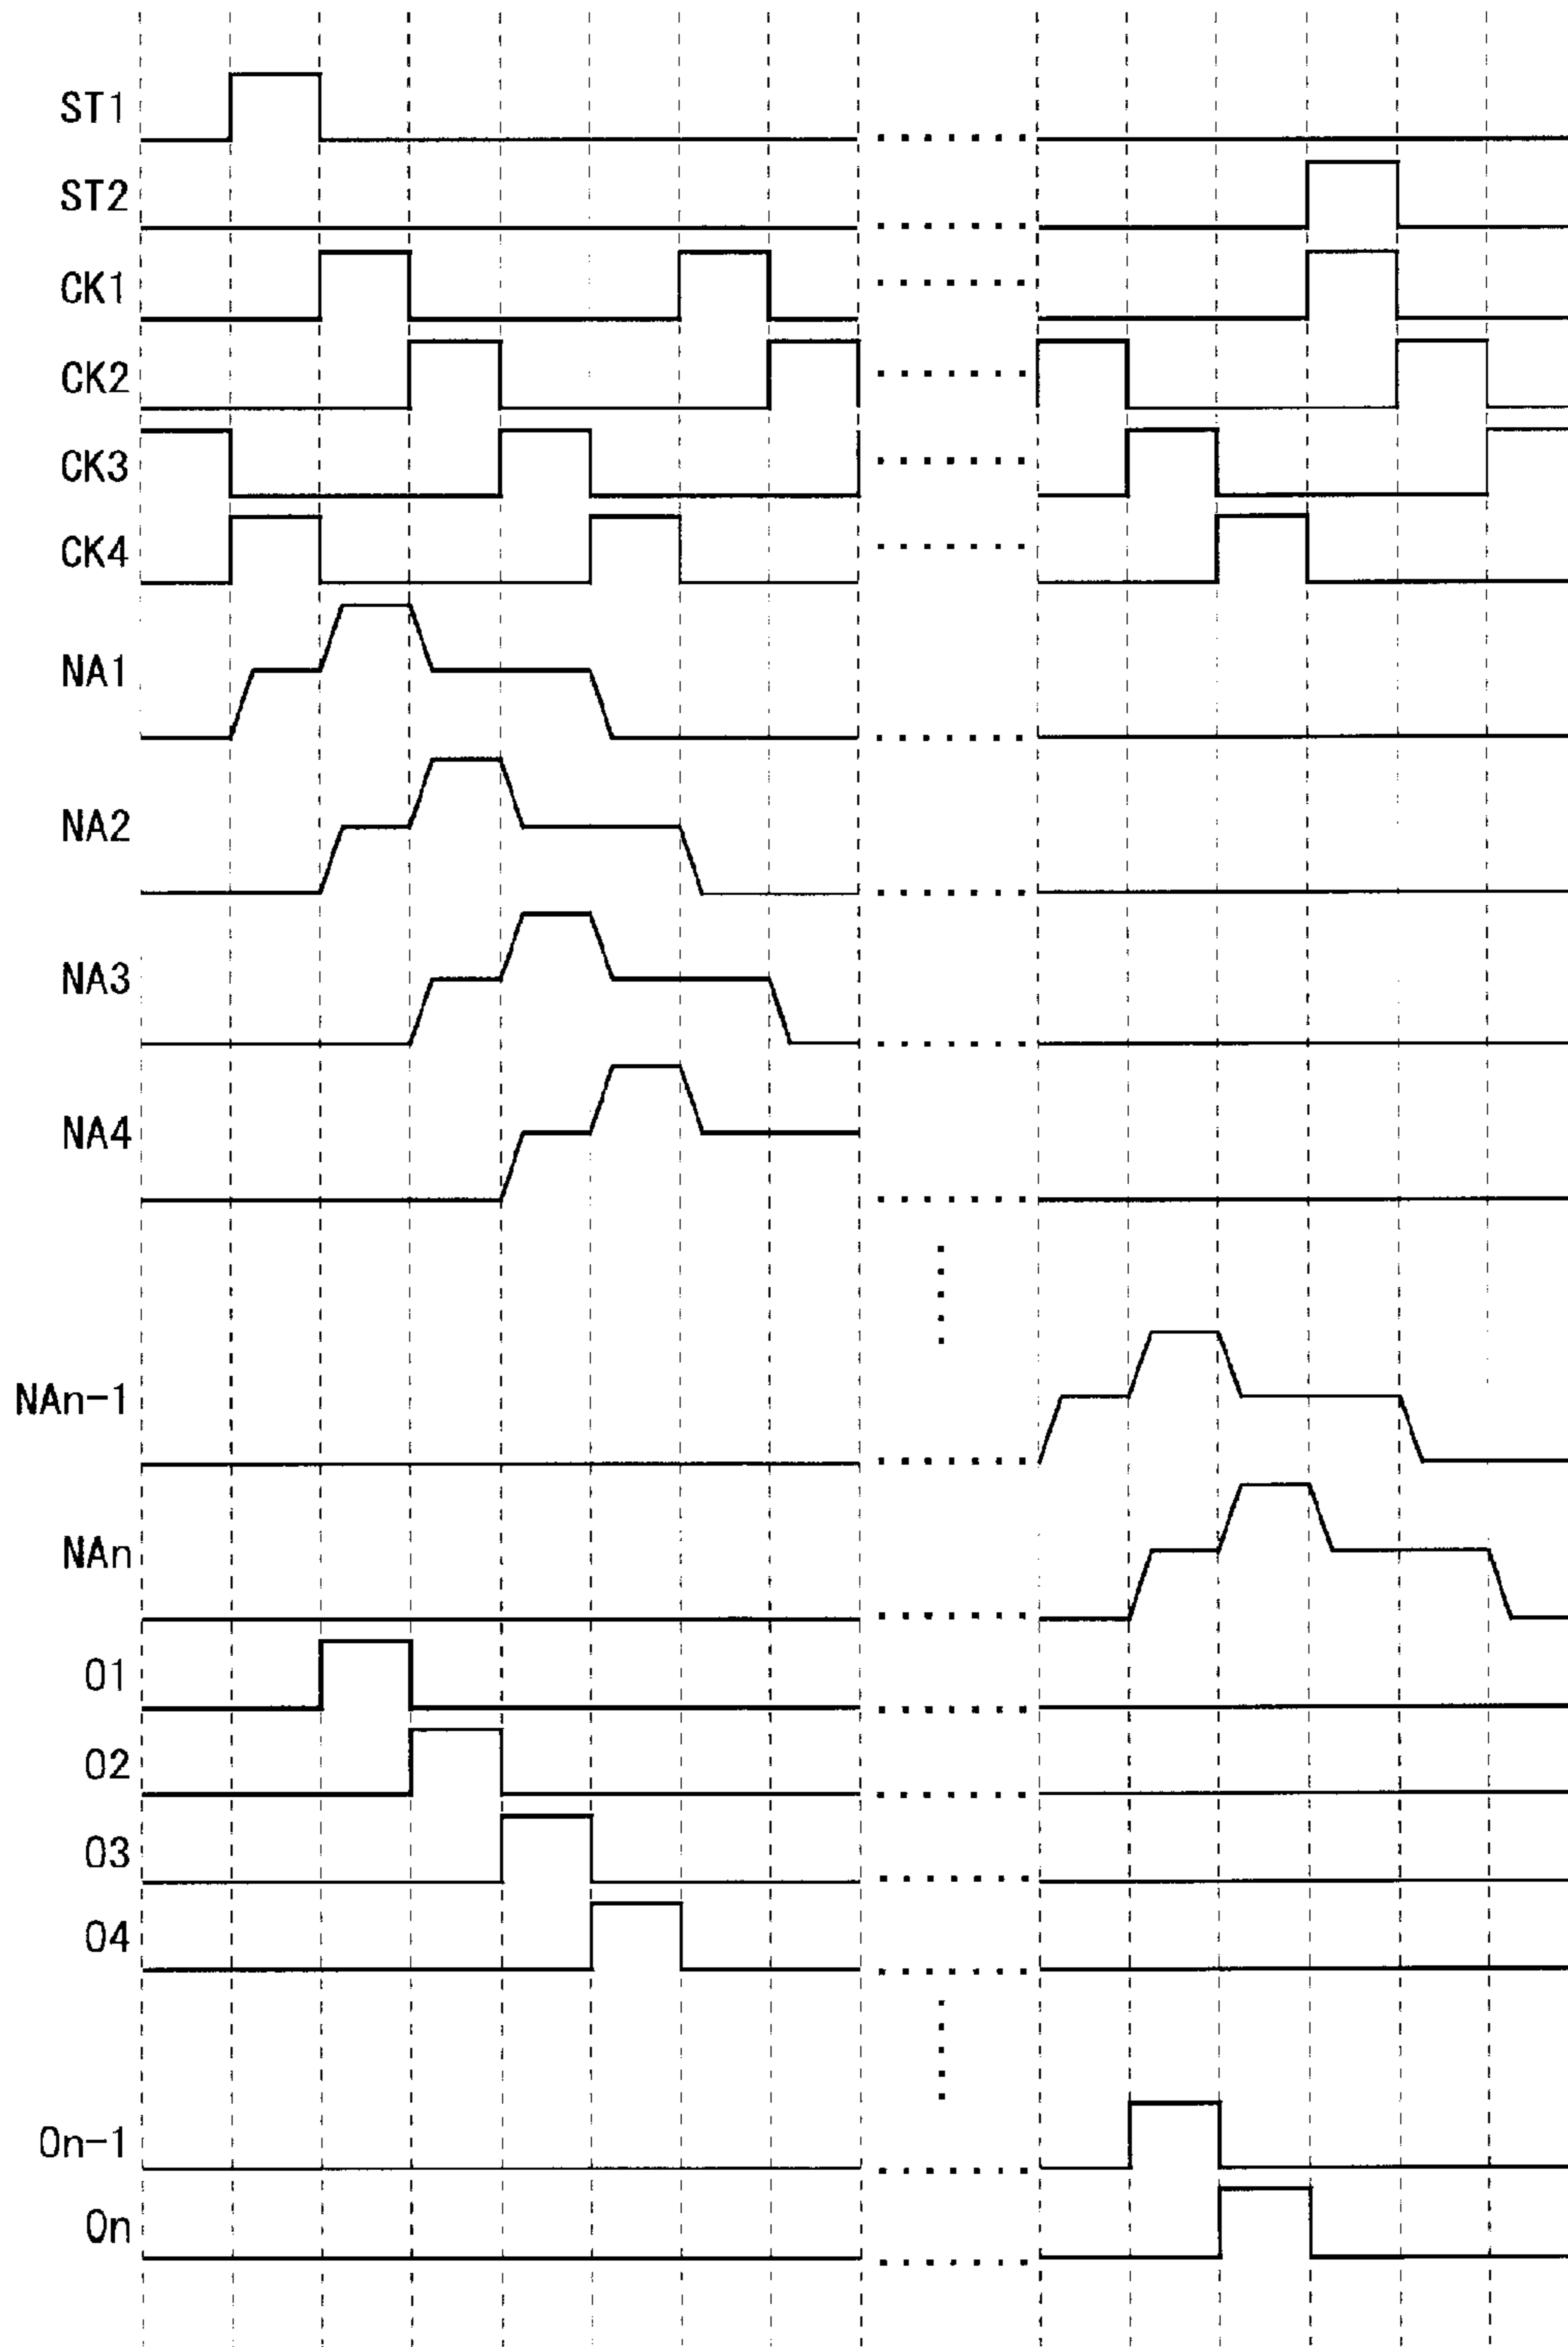 ST1
ST2
CK1
CK2
CK3
CK4
NA1
NA2
NA3
NA4
NAn-1
NAn
O1
O2
O3
O4
On-1
On